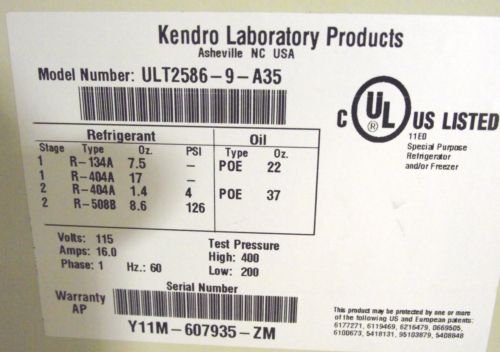 Kendro Laboratory Products
Asheville NC USA
Model Number: ULT2586-9-A35
C UL US LISTED
®
11E0
Special Purpose
Refrigerator
and/or Freezer
Refrigerant Oil
Stage Type Oz. PSI Type Oz.
1 R-134A 7.5 – POE 22
1 R-404A 17 –
2 R-404A 1.4 4 POE 37
2 R-508B 8.6 126
Volts: 115
Amps: 16.0
Phase: 1 Hz.: 60
Test Pressure
High: 400
Low: 200
Serial Number
Warranty
AP
Y11M-607935-ZM
This product may be protected by one or more
of the following US and European patents:
6177271, 6119469, 6216479, 0669505,
6100673, 5418131, 95103879, 5408848